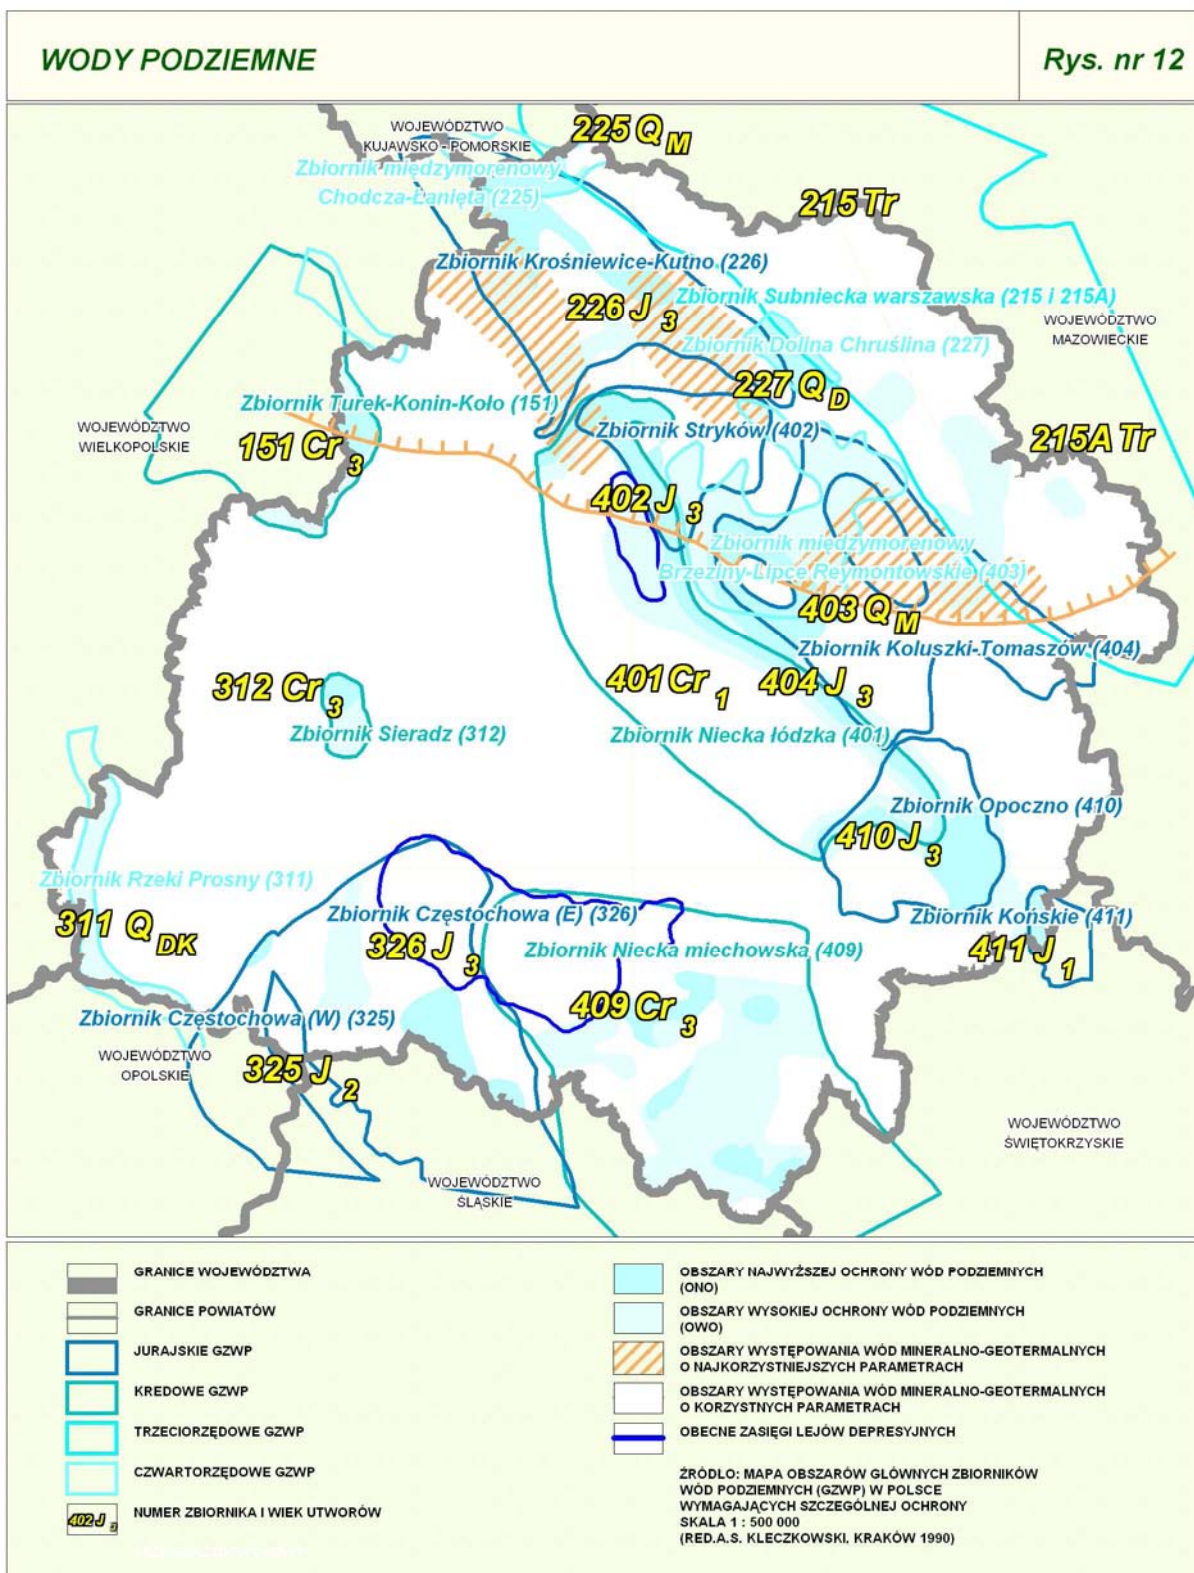 WODY PODZIEMNE
Rys. nr 12
WOJEWÓDZTWO
KUJAWSKO - POMORSKIE
225 Q M
Zbiornik międzymorenowy
Chodcza-Łanięta (225)
215 Tr
Zbiornik Krośniewice-Kutno (226)
226 J 3
Zbiornik Subniecka warszawska (215 i 215A)
WOJEWÓDZTWO
MAZOWIECKIE
Zbiornik Dolina Chruślina (227)
227 Q D
Zbiornik Turek-Konin-Koło (151)
WOJEWÓDZTWO
WIELKOPOLSKIE
151 Cr 3
Zbiornik Stryków (402)
215A Tr
402 J 3
Zbiornik międzymorenowy
Brzeziny-Lipce Reymontowskie (403)
403 Q M
Zbiornik Koluszki-Tomaszów (404)
312 Cr 3
401 Cr 1
404 J 3
Zbiornik Sieradz (312)
Zbiornik Niecka łódzka (401)
Zbiornik Opoczno (410)
410 J 3
Zbiornik Rzeki Prosny (311)
311 Q DK
Zbiornik Częstochowa (E) (326)
326 J 3
Zbiornik Końskie (411)
411 J 1
Zbiornik Niecka miechowska (409)
409 Cr 3
Zbiornik Częstochowa (W) (325)
WOJEWÓDZTWO
OPOLSKIE
325 J 2
WOJEWÓDZTWO
ŚWIĘTOKRZYSKIE
WOJEWÓDZTWO
ŚLĄSKIE
GRANICE WOJEWÓDZTWA
GRANICE POWIATÓW
JURAJSKIE GZWP
KREDOWE GZWP
TRZECIORZĘDOWE GZWP
CZWARTORZĘDOWE GZWP
402 J 3
NUMER ZBIORNIKA I WIEK UTWORÓW
OBSZARY NAJWYŻSZEJ OCHRONY WÓD PODZIEMNYCH
(ONO)
OBSZARY WYSOKIEJ OCHRONY WÓD PODZIEMNYCH
(OWO)
OBSZARY WYSTĘPOWANIA WÓD MINERALNO-GEOTERMALNYCH
O NAJKORZYSTNIEJSZYCH PARAMETRACH
OBSZARY WYSTĘPOWANIA WÓD MINERALNO-GEOTERMALNYCH
O KORZYSTNYCH PARAMETRACH
OBECNE ZASIĘGI LEJÓW DEPRESYJNYCH
ŹRÓDŁO: MAPA OBSZARÓW GŁÓWNYCH ZBIORNIKÓW
WÓD PODZIEMNYCH (GZWP) W POLSCE
WYMAGAJĄCYCH SZCZEGÓLNEJ OCHRONY
SKALA 1 : 500 000
(RED.A.S. KLECZKOWSKI, KRAKÓW 1990)